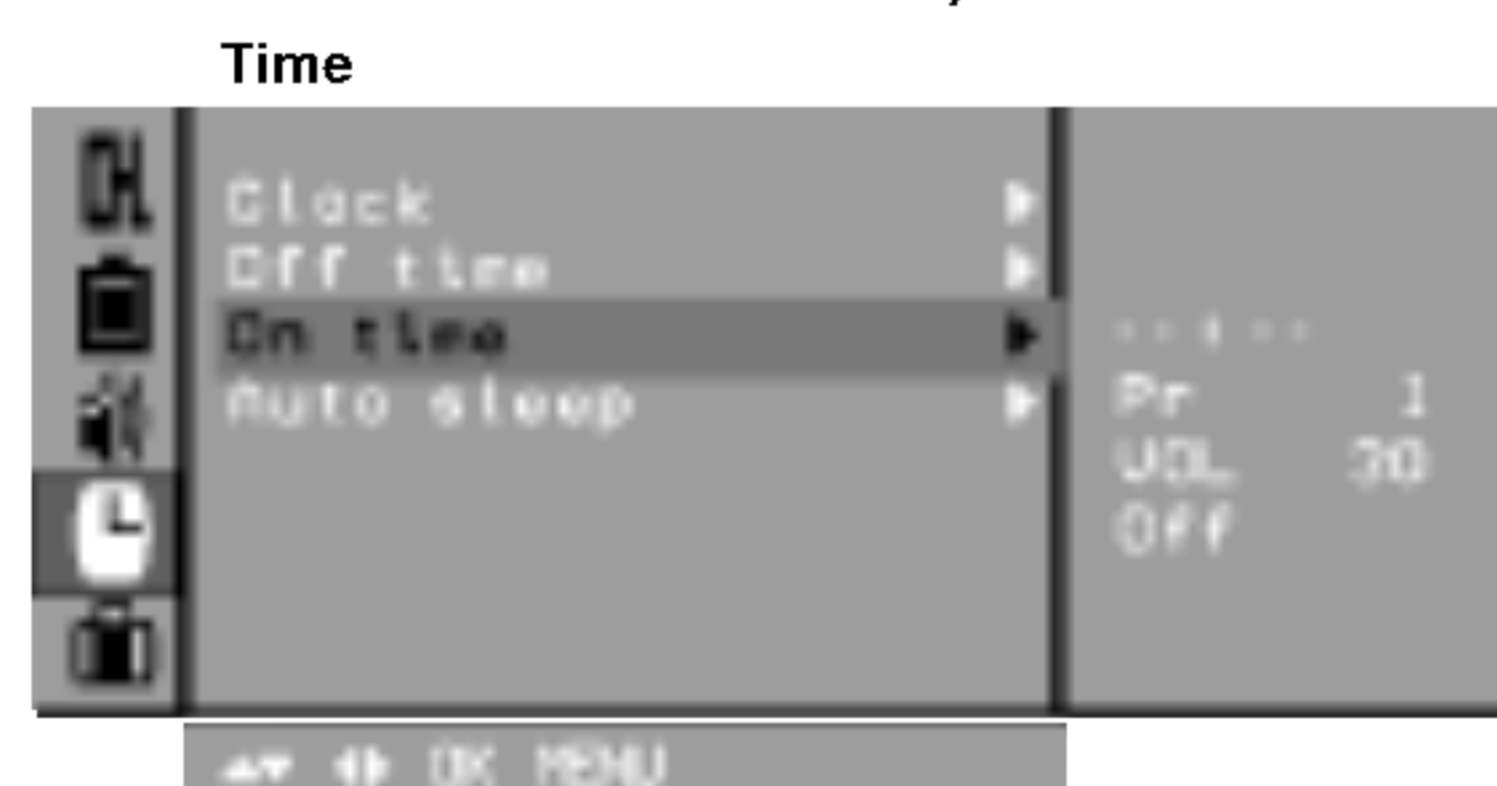 Time
Clock
Off time
On time
Auto sleep
--:--
Pr 1
VOL 30
Off
OK MENU